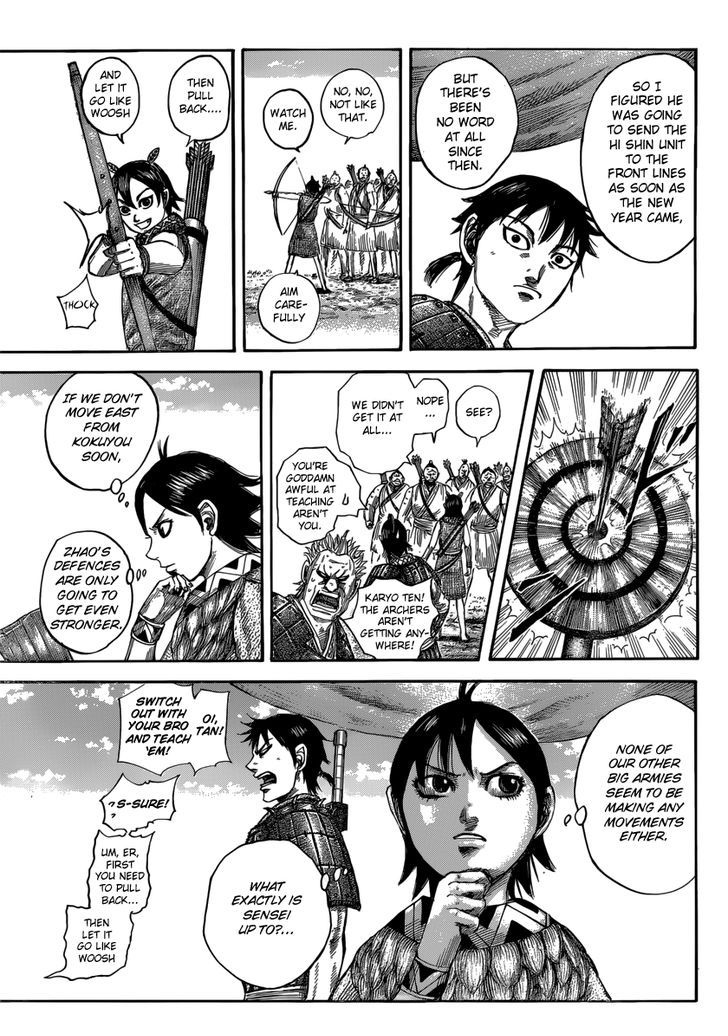 SO I
FIGURED HE
WAS GOING
TO SEND THE
HI SHIN UNIT
TO THE
FRONT LINES
AS SOON AS
THE NEW
YEAR CAME,
BUT
THERE'S
BEEN
NO WORD
AT ALL
SINCE
THEN.
NO, NO,
NOT LIKE
THAT.
WATCH
ME.
AIM
CARE-
FULLY
THEN
PULL
BACK....
AND
LET IT
GO LIKE
WOOSH
THOCK
SEE?
NOPE
...
WE DIDN'T
GET IT AT
ALL...
YOU'RE
GODDAMN
AWFUL AT
TEACHING
AREN'T
YOU.
KARYO TEN!
THE ARCHERS
AREN'T
GETTING ANY-
WHERE!
IF WE DON'T
MOVE EAST
FROM
KOKUYOU
SOON,
ZHAO'S
DEFENCES
ARE ONLY
GOING TO
GET EVEN
STRONGER.
NONE OF
OUR OTHER
BIG ARMIES
SEEM TO BE
MAKING ANY
MOVEMENTS
EITHER.
WHAT
EXACTLY IS
SENSEI
UP TO?...
OI,
TAN!
SWITCH
OUT WITH
YOUR BRO
AND TEACH
'EM!
S-SURE!
UM, ER,
FIRST
YOU NEED
TO PULL
BACK...
THEN
LET IT
GO LIKE
WOOSH